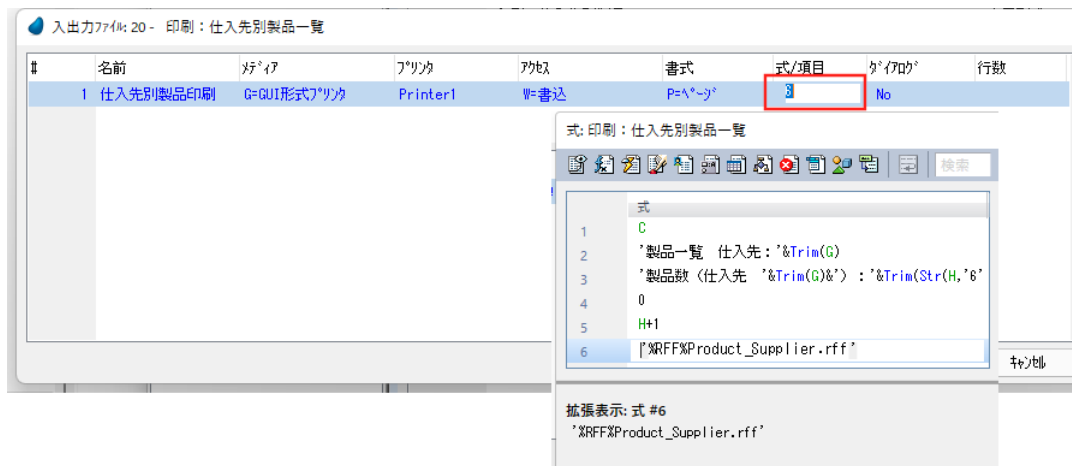 入出力ﾌｧｲﾙ: 20 - 印刷：仕入先別製品一覧
# 名前 ﾒﾃﾞｨｱ ﾌﾟﾘﾝﾀ ｱｸｾｽ 書式 式/項目 ﾀﾞｲｱﾛｸﾞ 行数
1 仕入先別製品印刷 G=GUI形式ﾌﾟﾘﾝﾀ Printer1 W=書込 P=ﾍﾟｰｼﾞ 6 No
式: 印刷：仕入先別製品一覧
検索
式
1 C
2 '製品一覧 仕入先：'&Trim(G)
3 '製品数（仕入先 '&Trim(G)&'）：'&Trim(Str(H,'6'
4 0
5 H+1
6 '%RFF%Product_Supplier.rff'
ｷｬﾝｾﾙ
拡張表示: 式 #6
'%RFF%Product_Supplier.rff'